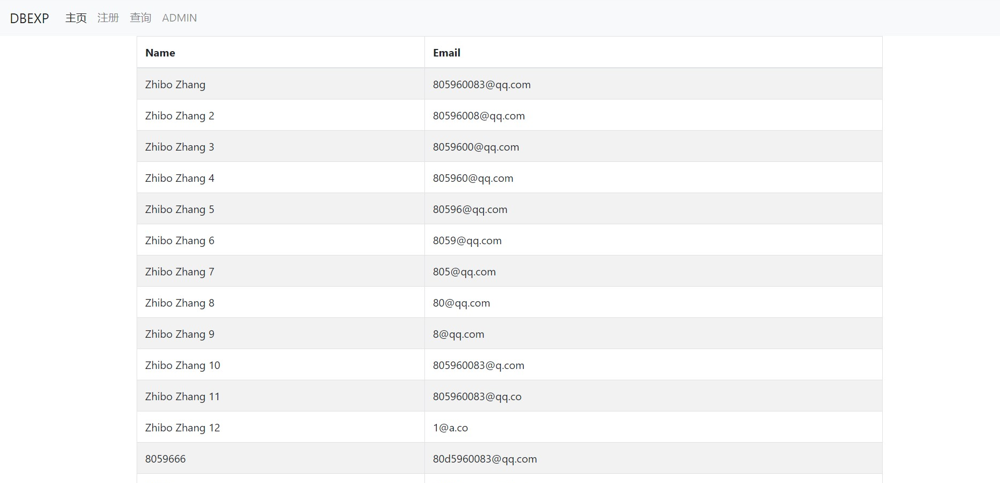 DBEXP 主页 注册 查询 ADMIN
Name Email
Zhibo Zhang 805960083@qq.com
Zhibo Zhang 2 80596008@qq.com
Zhibo Zhang 3 8059600@qq.com
Zhibo Zhang 4 805960@qq.com
Zhibo Zhang 5 80596@qq.com
Zhibo Zhang 6 8059@qq.com
Zhibo Zhang 7 805@qq.com
Zhibo Zhang 8 80@qq.com
Zhibo Zhang 9 8@qq.com
Zhibo Zhang 10 805960083@q.com
Zhibo Zhang 11 805960083@qq.co
Zhibo Zhang 12 1@a.co
8059666 80d5960083@qq.com